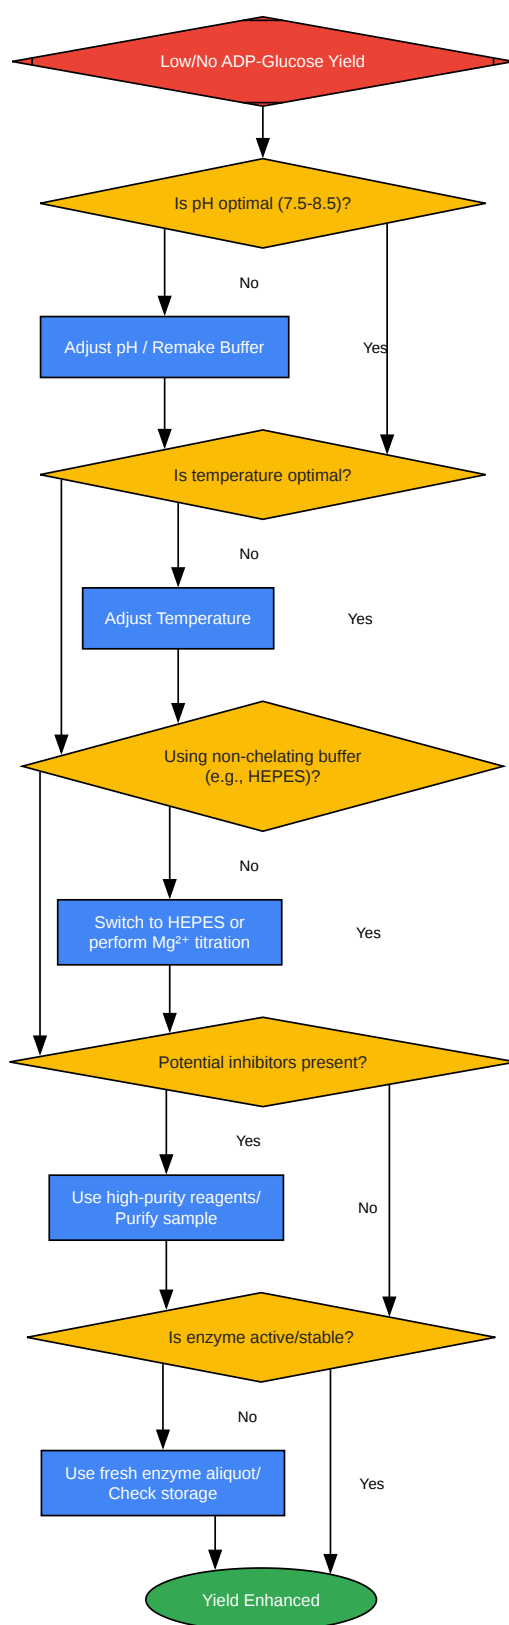 Low/No ADP-Glucose Yield
Is pH optimal (7.5-8.5)?
No
Adjust pH / Remake Buffer
Yes
Is temperature optimal?
No
Adjust Temperature
Yes
Using non-chelating buffer
(e.g., HEPES)?
No
Switch to HEPES or
perform Mg²⁺ titration
Yes
Potential inhibitors present?
Yes
Use high-purity reagents/
Purify sample
No
Is enzyme active/stable?
No
Use fresh enzyme aliquot/
Check storage
Yes
Yield Enhanced